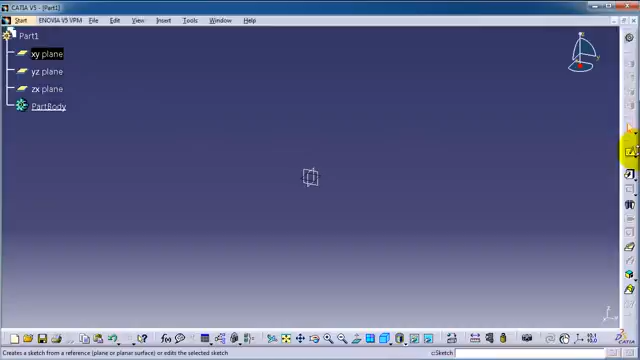 CATIA V5 - [Part1]
Start ENOVIA V5 VPM File Edit View Insert Tools Window Help
Part1
xy plane
yz plane
zx plane
PartBody
Creates a sketch from a reference (plane or planar surface) or edits the selected sketch
c:Sketch